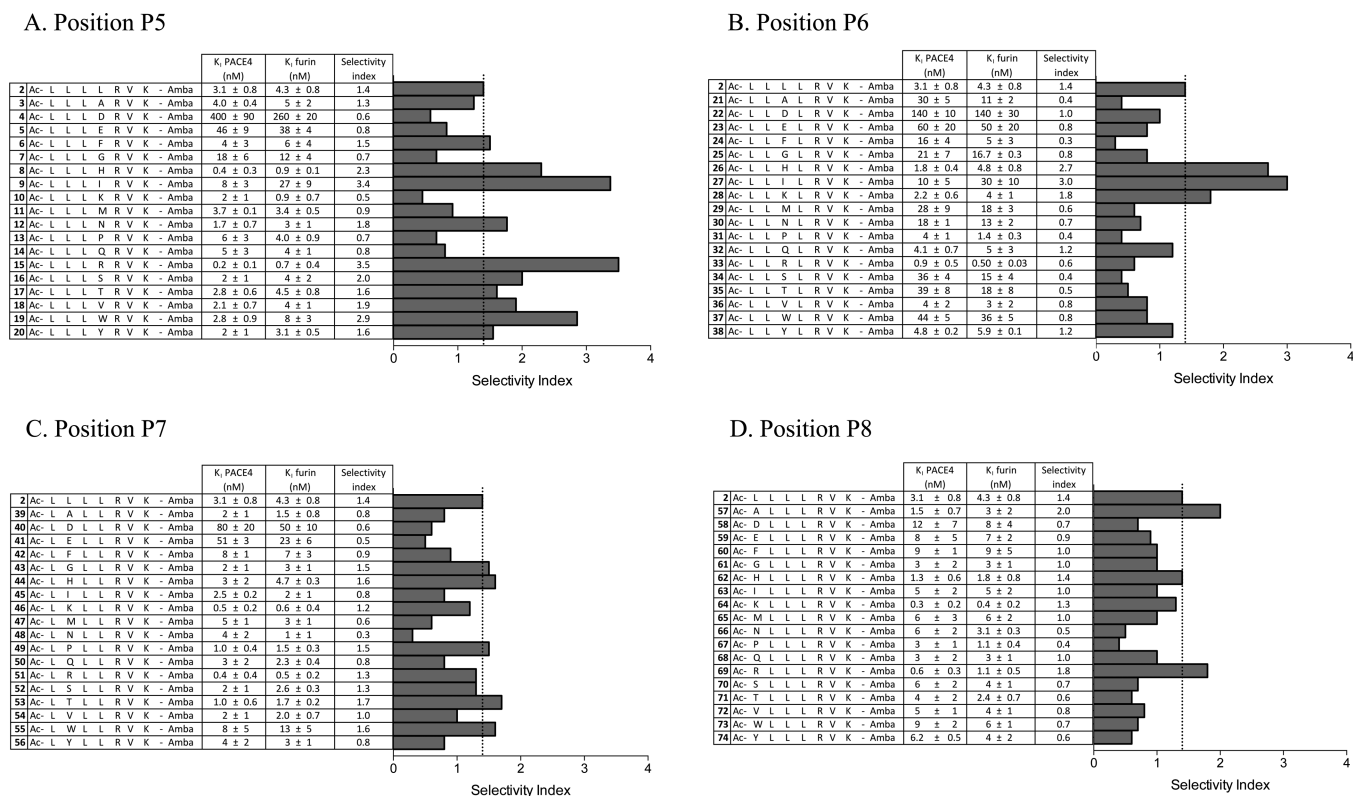 A. Position P5
Kᵢ PACE4 (nM) Kᵢ furin (nM) Selectivity index
2 Ac- L L L L R V K - Amba 3.1 ± 0.8 4.3 ± 0.8 1.4
3 Ac- L L L A R V K - Amba 4.0 ± 0.4 5 ± 2 1.3
4 Ac- L L L D R V K - Amba 400 ± 90 260 ± 20 0.6
5 Ac- L L L E R V K - Amba 46 ± 9 38 ± 4 0.8
6 Ac- L L L F R V K - Amba 4 ± 3 6 ± 4 1.5
7 Ac- L L L G R V K - Amba 18 ± 6 12 ± 4 0.7
8 Ac- L L L H R V K - Amba 0.4 ± 0.3 0.9 ± 0.1 2.3
9 Ac- L L L I R V K - Amba 8 ± 3 27 ± 9 3.4
10 Ac- L L L K R V K - Amba 2 ± 1 0.9 ± 0.7 0.5
11 Ac- L L L M R V K - Amba 3.7 ± 0.1 3.4 ± 0.5 0.9
12 Ac- L L L N R V K - Amba 1.7 ± 0.7 3 ± 1 1.8
13 Ac- L L L P R V K - Amba 6 ± 3 4.0 ± 0.9 0.7
14 Ac- L L L Q R V K - Amba 5 ± 3 4 ± 1 0.8
15 Ac- L L L R R V K - Amba 0.2 ± 0.1 0.7 ± 0.4 3.5
16 Ac- L L L S R V K - Amba 2 ± 1 4 ± 2 2.0
17 Ac- L L L T R V K - Amba 2.8 ± 0.6 4.5 ± 0.8 1.6
18 Ac- L L L V R V K - Amba 2.1 ± 0.7 4 ± 1 1.9
19 Ac- L L L W R V K - Amba 2.8 ± 0.9 8 ± 3 2.9
20 Ac- L L L Y R V K - Amba 2 ± 1 3.1 ± 0.5 1.6
0 1 2 3 4
Selectivity Index
B. Position P6
Kᵢ PACE4 (nM) Kᵢ furin (nM) Selectivity index
2 Ac- L L L L R V K - Amba 3.1 ± 0.8 4.3 ± 0.8 1.4
21 Ac- L L A L R V K - Amba 30 ± 5 11 ± 2 0.4
22 Ac- L L D L R V K - Amba 140 ± 10 140 ± 30 1.0
23 Ac- L L E L R V K - Amba 60 ± 20 50 ± 20 0.8
24 Ac- L L F L R V K - Amba 16 ± 4 5 ± 3 0.3
25 Ac- L L G L R V K - Amba 21 ± 7 16.7 ± 0.3 0.8
26 Ac- L L H L R V K - Amba 1.8 ± 0.4 4.8 ± 0.8 2.7
27 Ac- L L I L R V K - Amba 10 ± 5 30 ± 10 3.0
28 Ac- L L K L R V K - Amba 2.2 ± 0.6 4 ± 1 1.8
29 Ac- L L M L R V K - Amba 28 ± 9 18 ± 3 0.6
30 Ac- L L N L R V K - Amba 18 ± 1 13 ± 2 0.7
31 Ac- L L P L R V K - Amba 4 ± 1 1.4 ± 0.3 0.4
32 Ac- L L Q L R V K - Amba 4.1 ± 0.7 5 ± 3 1.2
33 Ac- L L R L R V K - Amba 0.9 ± 0.5 0.50 ± 0.03 0.6
34 Ac- L L S L R V K - Amba 36 ± 4 15 ± 4 0.4
35 Ac- L L T L R V K - Amba 39 ± 8 18 ± 8 0.5
36 Ac- L L V L R V K - Amba 4 ± 2 3 ± 2 0.8
37 Ac- L L W L R V K - Amba 44 ± 5 36 ± 5 0.8
38 Ac- L L Y L R V K - Amba 4.8 ± 0.2 5.9 ± 0.1 1.2
0 1 2 3 4
Selectivity Index
C. Position P7
Kᵢ PACE4 (nM) Kᵢ furin (nM) Selectivity index
2 Ac- L L L L R V K - Amba 3.1 ± 0.8 4.3 ± 0.8 1.4
39 Ac- L A L L R V K - Amba 2 ± 1 1.5 ± 0.8 0.8
40 Ac- L D L L R V K - Amba 80 ± 20 50 ± 10 0.6
41 Ac- L E L L R V K - Amba 51 ± 3 23 ± 6 0.5
42 Ac- L F L L R V K - Amba 8 ± 1 7 ± 3 0.9
43 Ac- L G L L R V K - Amba 2 ± 1 3 ± 1 1.5
44 Ac- L H L L R V K - Amba 3 ± 2 4.7 ± 0.3 1.6
45 Ac- L I L L R V K - Amba 2.5 ± 0.2 2 ± 1 0.8
46 Ac- L K L L R V K - Amba 0.5 ± 0.2 0.6 ± 0.4 1.2
47 Ac- L M L L R V K - Amba 5 ± 1 3 ± 1 0.6
48 Ac- L N L L R V K - Amba 4 ± 2 1 ± 1 0.3
49 Ac- L P L L R V K - Amba 1.0 ± 0.4 1.5 ± 0.3 1.5
50 Ac- L Q L L R V K - Amba 3 ± 2 2.3 ± 0.4 0.8
51 Ac- L R L L R V K - Amba 0.4 ± 0.4 0.5 ± 0.2 1.3
52 Ac- L S L L R V K - Amba 2 ± 1 2.6 ± 0.3 1.3
53 Ac- L T L L R V K - Amba 1.0 ± 0.6 1.7 ± 0.2 1.7
54 Ac- L V L L R V K - Amba 2 ± 1 2.0 ± 0.7 1.0
55 Ac- L W L L R V K - Amba 8 ± 5 13 ± 5 1.6
56 Ac- L Y L L R V K - Amba 4 ± 2 3 ± 1 0.8
0 1 2 3 4
Selectivity Index
D. Position P8
Kᵢ PACE4 (nM) Kᵢ furin (nM) Selectivity index
2 Ac- L L L L R V K - Amba 3.1 ± 0.8 4.3 ± 0.8 1.4
57 Ac- A L L L R V K - Amba 1.5 ± 0.7 3 ± 2 2.0
58 Ac- D L L L R V K - Amba 12 ± 7 8 ± 4 0.7
59 Ac- E L L L R V K - Amba 8 ± 5 7 ± 2 0.9
60 Ac- F L L L R V K - Amba 9 ± 1 9 ± 5 1.0
61 Ac- G L L L R V K - Amba 3 ± 2 3 ± 1 1.0
62 Ac- H L L L R V K - Amba 1.3 ± 0.6 1.8 ± 0.8 1.4
63 Ac- I L L L R V K - Amba 5 ± 2 5 ± 2 1.0
64 Ac- K L L L R V K - Amba 0.3 ± 0.2 0.4 ± 0.2 1.3
65 Ac- M L L L R V K - Amba 6 ± 3 6 ± 2 1.0
66 Ac- N L L L R V K - Amba 6 ± 2 3.1 ± 0.3 0.5
67 Ac- P L L L R V K - Amba 3 ± 1 1.1 ± 0.4 0.4
68 Ac- Q L L L R V K - Amba 3 ± 2 3 ± 1 1.0
69 Ac- R L L L R V K - Amba 0.6 ± 0.3 1.1 ± 0.5 1.8
70 Ac- S L L L R V K - Amba 6 ± 2 4 ± 1 0.7
71 Ac- T L L L R V K - Amba 4 ± 2 2.4 ± 0.7 0.6
72 Ac- V L L L R V K - Amba 5 ± 1 4 ± 1 0.8
73 Ac- W L L L R V K - Amba 9 ± 2 6 ± 1 0.7
74 Ac- Y L L L R V K - Amba 6.2 ± 0.5 4 ± 2 0.6
0 1 2 3 4
Selectivity Index